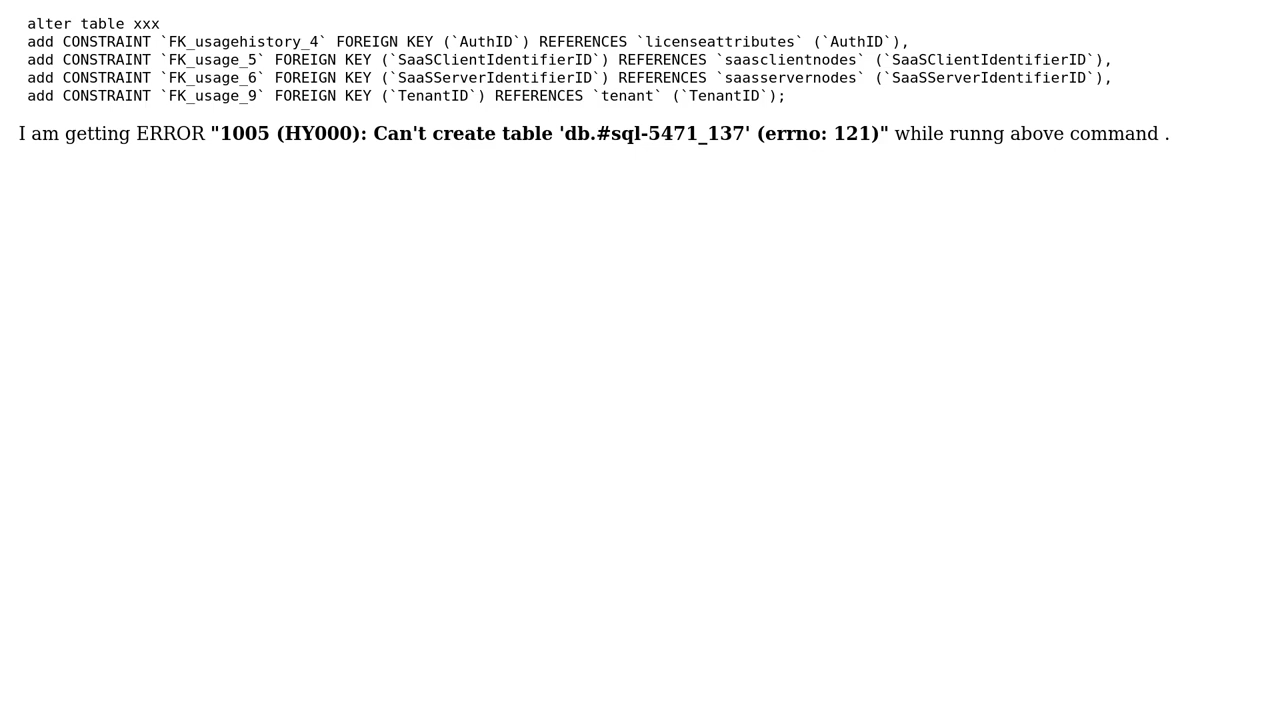 alter table xxx
add CONSTRAINT `FK_usagehistory_4` FOREIGN KEY (`AuthID`) REFERENCES `licenseattributes` (`AuthID`),
add CONSTRAINT `FK_usage_5` FOREIGN KEY (`SaaSClientIdentifierID`) REFERENCES `saasclientnodes` (`SaaSClientIdentifierID`),
add CONSTRAINT `FK_usage_6` FOREIGN KEY (`SaaSServerIdentifierID`) REFERENCES `saasservernodes` (`SaaSServerIdentifierID`),
add CONSTRAINT `FK_usage_9` FOREIGN KEY (`TenantID`) REFERENCES `tenant` (`TenantID`);
I am getting ERROR "1005 (HY000): Can't create table 'db.#sql-5471_137' (errno: 121)" while runng above command .